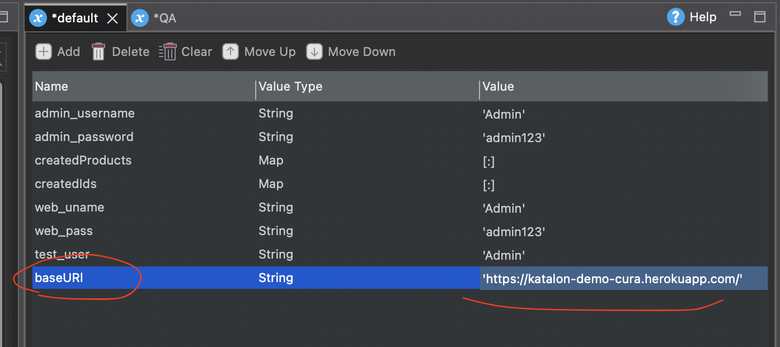 *default *QA Help
Add Delete Clear Move Up Move Down
Name Value Type Value
admin_username String 'Admin'
admin_password String 'admin123'
createdProducts Map [:]
createdIds Map [:]
web_uname String 'Admin'
web_pass String 'admin123'
test_user String 'Admin'
baseURl String 'https://katalon-demo-cura.herokuapp.com/'